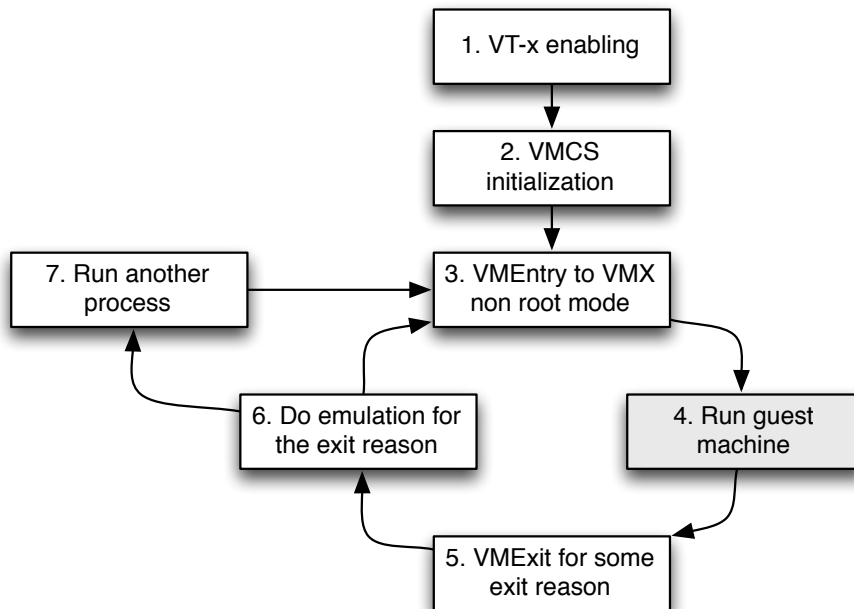 1. VT-x enabling
2. VMCS
initialization
3. VMEntry to VMX
non root mode
7. Run another
process
4. Run guest
machine
6. Do emulation for
the exit reason
5. VMExit for some
exit reason